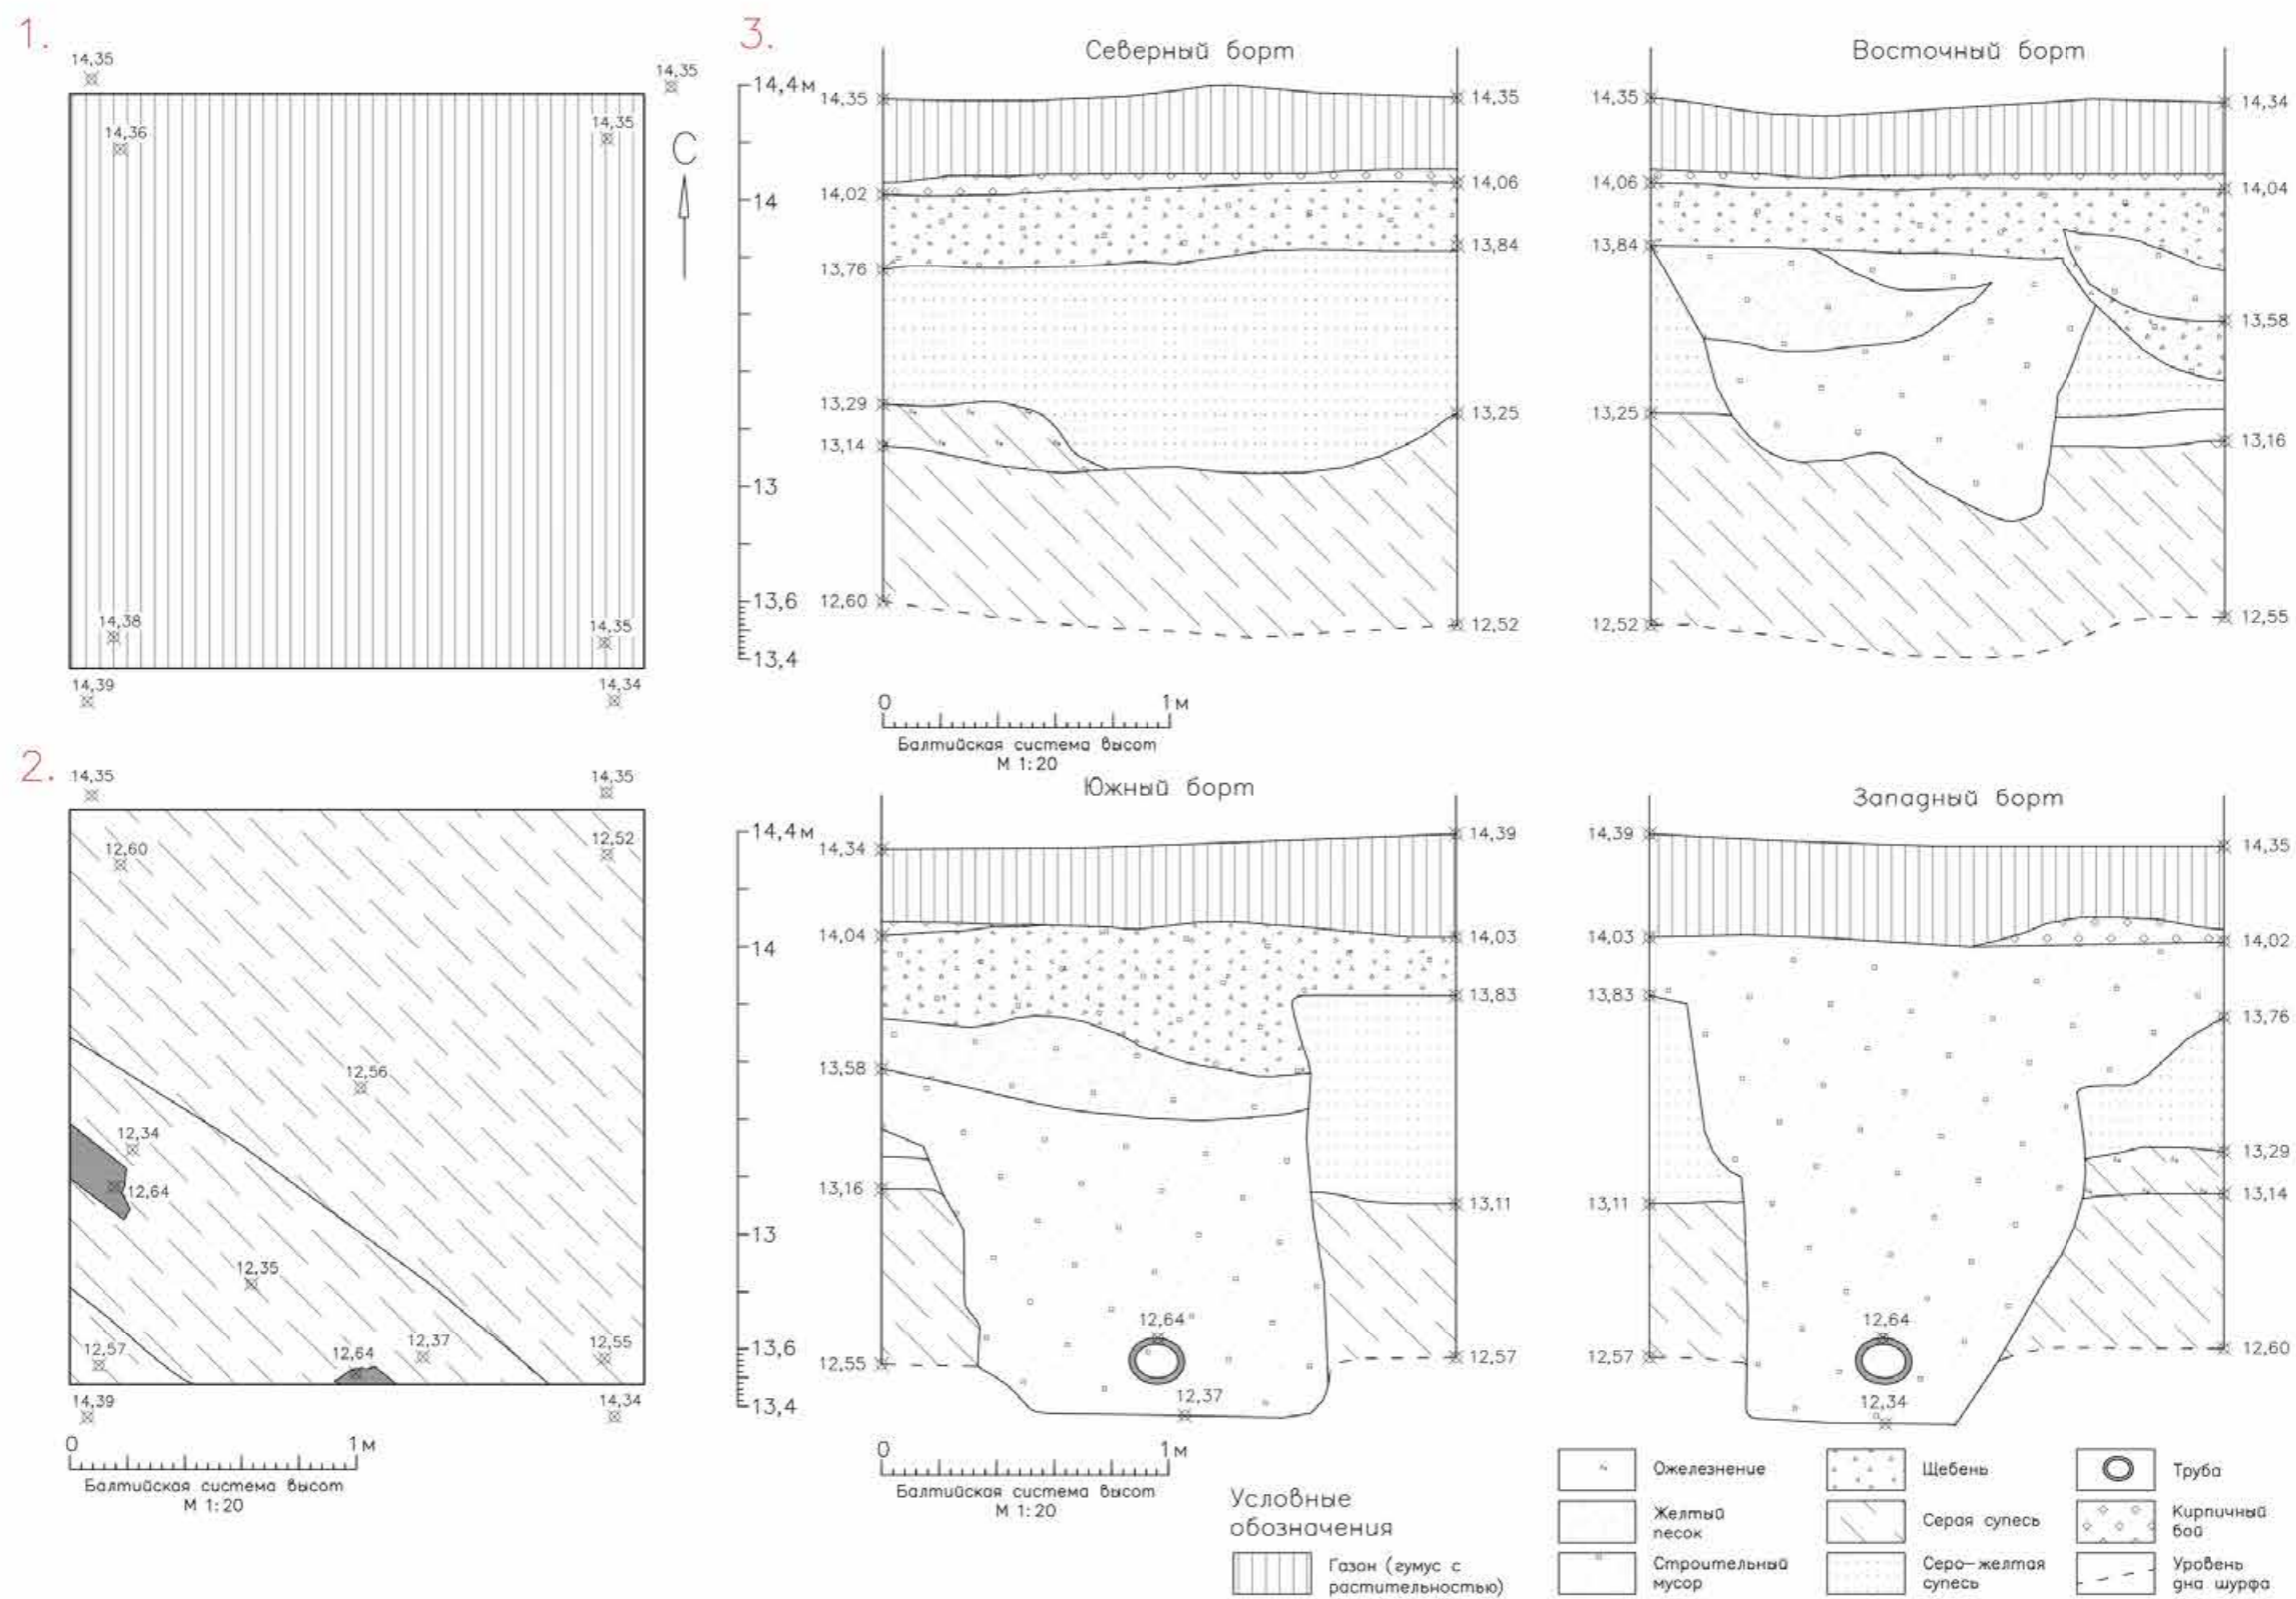 1.
14,35
14,35
14,36
14,35
С
14,38
14,35
14,39
14,34
2.
14,35
14,35
12,60
12,52
12,56
12,34
12,64
12,35
12,57
12,64
12,37
12,55
14,39
14,34
0
1м
Балтийская система высот
М 1:20
3.
Северный борт
14,4м
14
13
13,6
13,4
14,35
14,02
13,76
13,29
13,14
12,60
14,35
14,06
13,84
13,25
12,52
0
1м
Балтийская система высот
М 1:20
Восточный борт
14,35
14,06
13,84
13,25
12,52
14,34
14,04
13,58
13,16
12,55
Южный борт
14,4м
14
13
13,6
13,4
14,34
14,04
13,58
13,16
12,55
12,64
12,37
14,39
14,03
13,83
13,11
12,57
0
1м
Балтийская система высот
М 1:20
Западный борт
14,39
14,03
13,83
13,11
12,57
12,64
12,34
14,35
14,02
13,76
13,29
13,14
12,60
Условные
обозначения
Газон (гумус с
растительностью)
Ожелезнение
Желтый
песок
Строительный
мусор
Щебень
Серая супесь
Серо-желтая
супесь
Труба
Кирпичный
бой
Уровень
дна шурфа